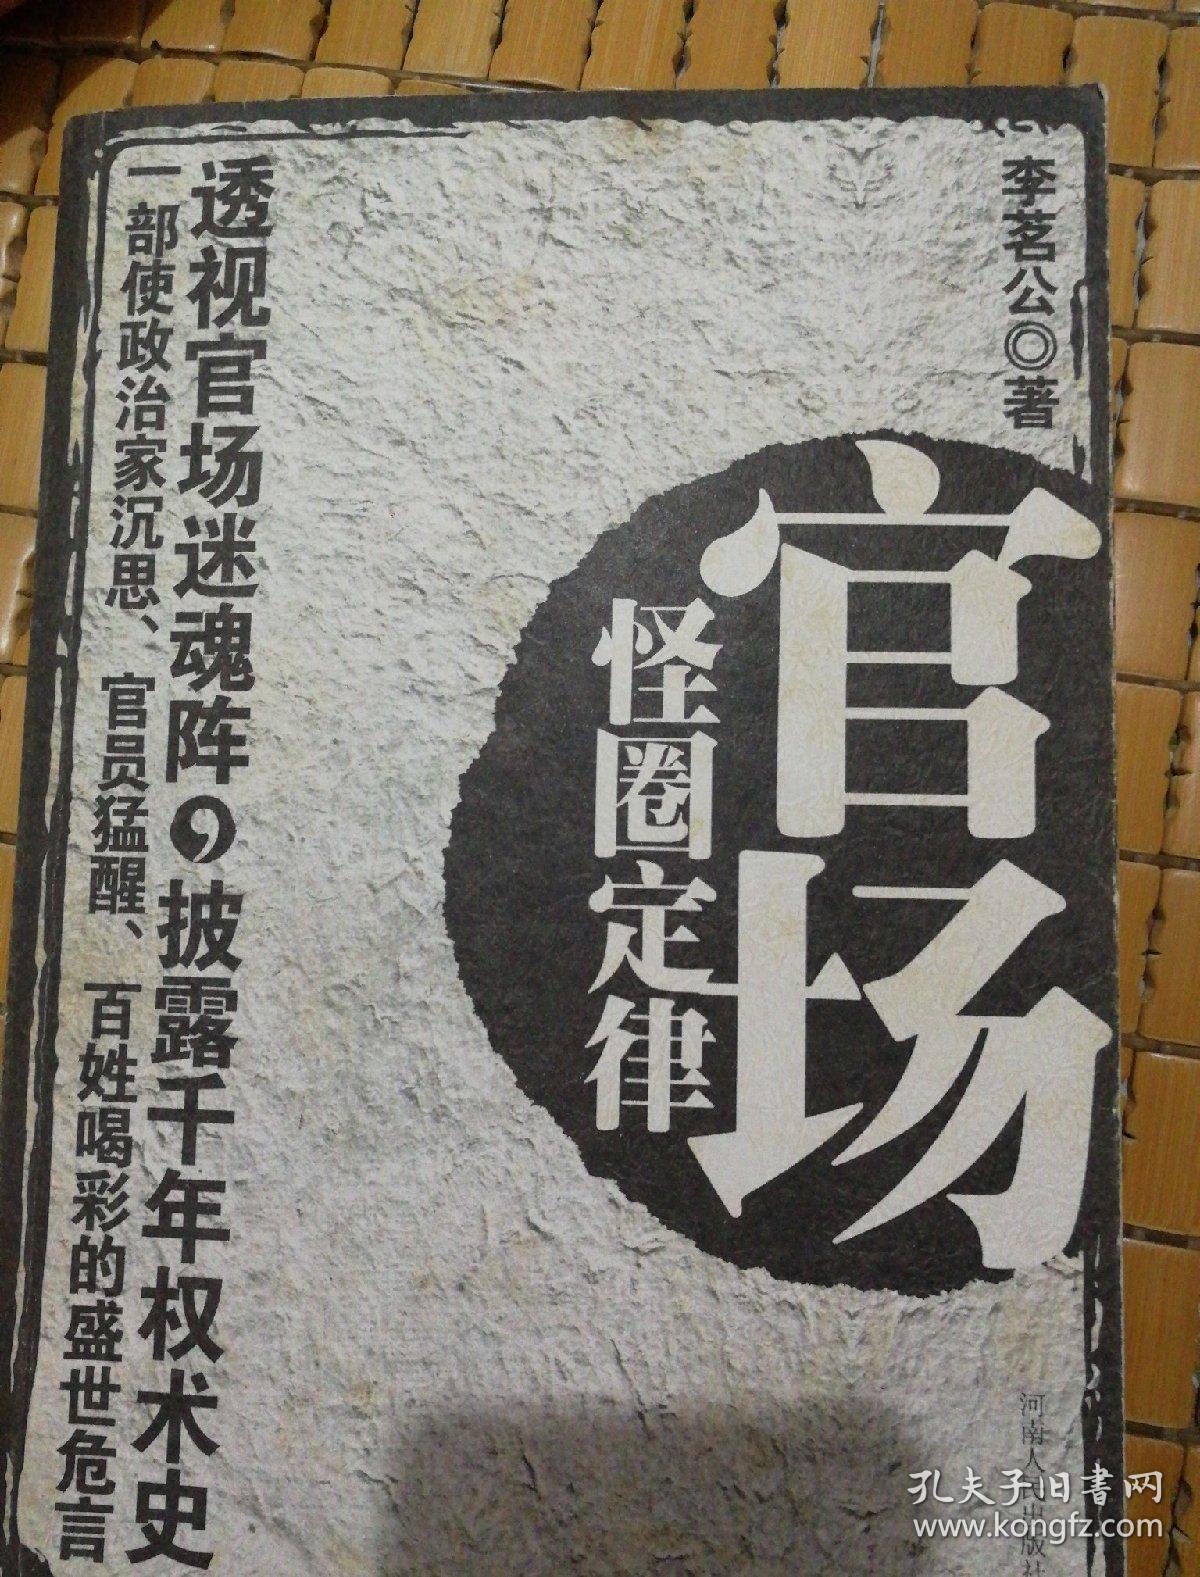 李茗公◎著
官场
怪圈定律
透视官场迷魂阵，披露千年权术史
一部使政治家沉思、官员猛醒、百姓喝彩的盛世危言
河南人民出版社
孔夫子旧书网
www.kongfz.com